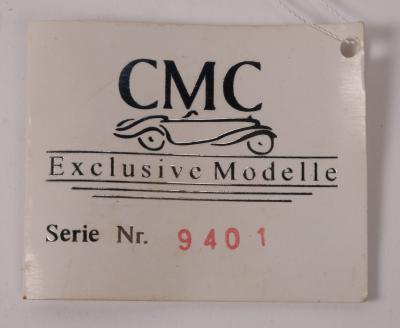 CMC
Exclusive Modelle
Serie Nr. 9401